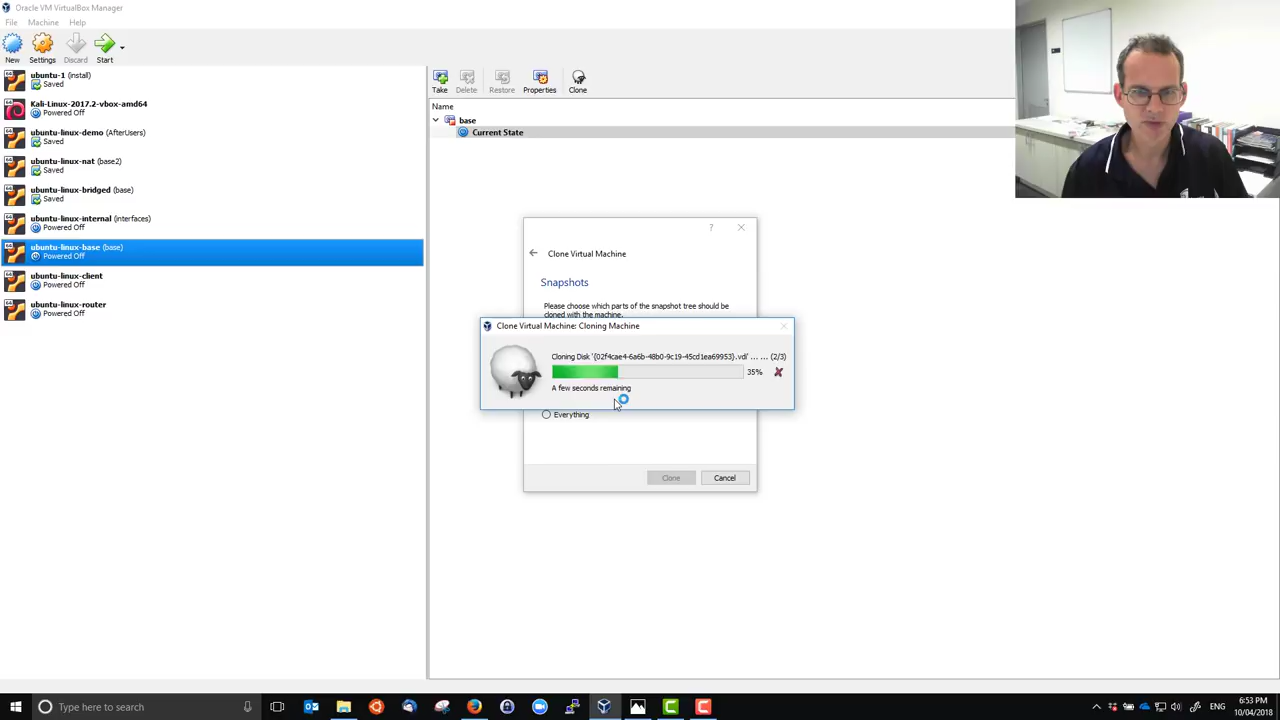 Oracle VM VirtualBox Manager
File Machine Help
New Settings Discard Start
Take Delete Restore Properties Clone
ubuntu-1 (install)
Saved
Kali-Linux-2017.2-vbox-amd64
Powered Off
ubuntu-linux-demo (AfterUsers)
Saved
ubuntu-linux-nat (base2)
Saved
ubuntu-linux-bridged (base)
Saved
ubuntu-linux-internal (interfaces)
Powered Off
ubuntu-linux-base (base)
Powered Off
ubuntu-linux-client
Powered Off
ubuntu-linux-router
Powered Off
Name
base
Current State
?
Clone Virtual Machine
Snapshots
Please choose which parts of the snapshot tree should be
cloned with the machine.
Clone Virtual Machine: Cloning Machine
Cloning Disk '{02f4cae4-6a6b-48b0-9c19-45cd1ea69953}.vdi' ... ... (2/3)
35%
A few seconds remaining
Everything
Clone Cancel
Type here to search
ENG
6:53 PM
10/04/2018